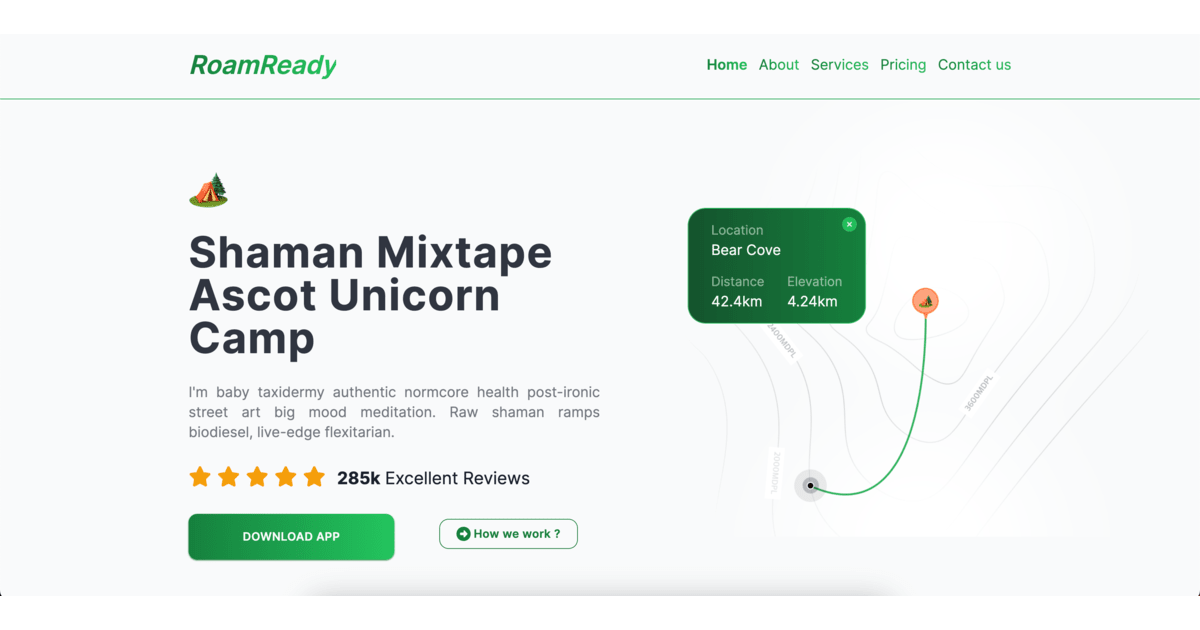 RoamReady
Home About Services Pricing Contact us
Shaman Mixtape
Ascot Unicorn
Camp
I'm baby taxidermy authentic normcore health post-ironic
street art big mood meditation. Raw shaman ramps
biodiesel, live-edge flexitarian.
285k Excellent Reviews
DOWNLOAD APP
How we work ?
Location
Bear Cove
Distance Elevation
42.4km 4.24km
2400MDPL
3600MDPL
2000MDPL